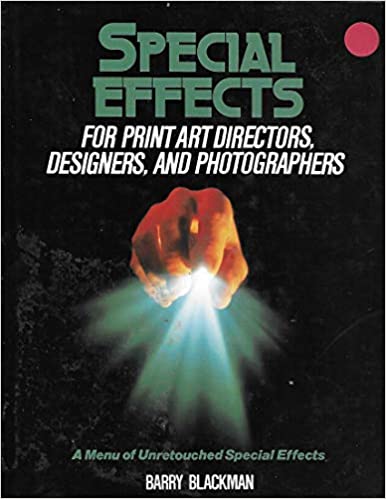 SPECIAL
EFFECTS
FOR PRINT ART DIRECTORS,
DESIGNERS, AND PHOTOGRAPHERS
A Menu of Unretouched Special Effects
BARRY BLACKMAN